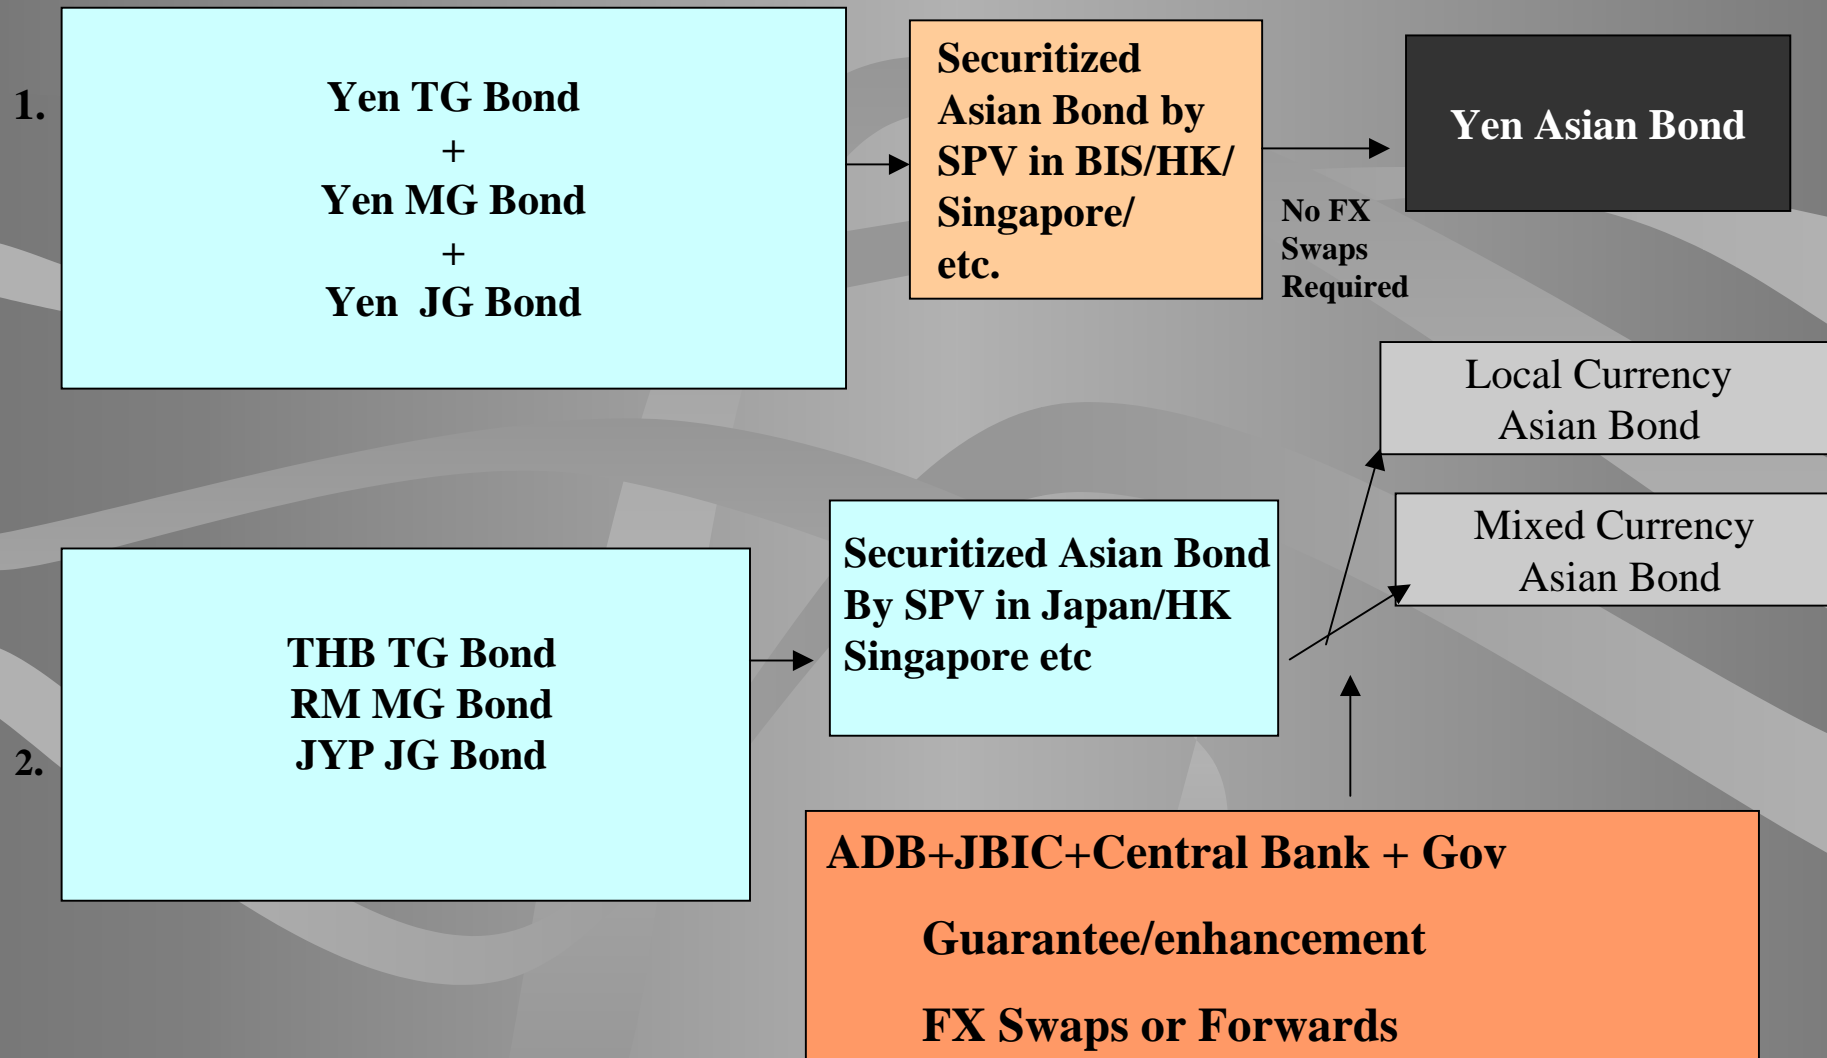 1.
Yen TG Bond
+
Yen MG Bond
+
Yen JG Bond
Securitized
Asian Bond by
SPV in BIS/HK/
Singapore/
etc.
No FX
Swaps
Required
Yen Asian Bond
Local Currency
Asian Bond
Mixed Currency
Asian Bond
2.
THB TG Bond
RM MG Bond
JYP JG Bond
Securitized Asian Bond
By SPV in Japan/HK
Singapore etc
ADB+JBIC+Central Bank + Gov
Guarantee/enhancement
FX Swaps or Forwards